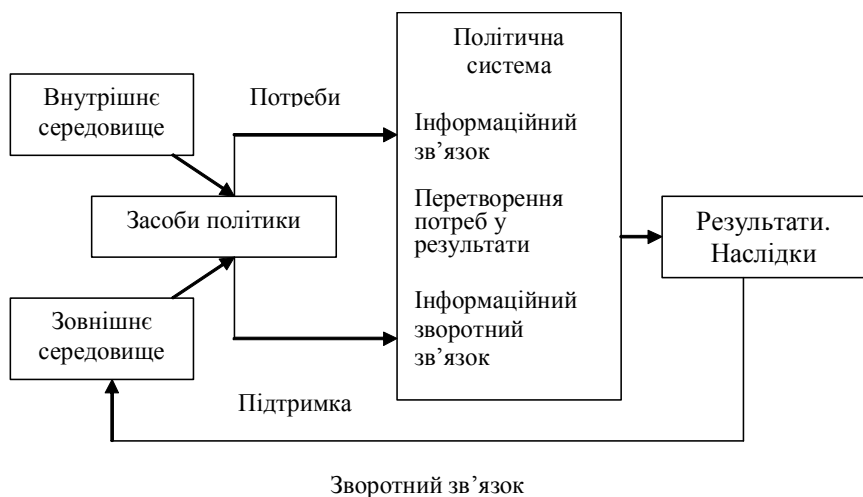 Внутрішнє
середовище
Потреби
Політична
система
Інформаційний
зв’язок
Засоби політики
Перетворення
потреб у
результати
Результати.
Наслідки
Зовнішнє
середовище
Інформаційний
зворотний
зв’язок
Підтримка
Зворотний зв’язок